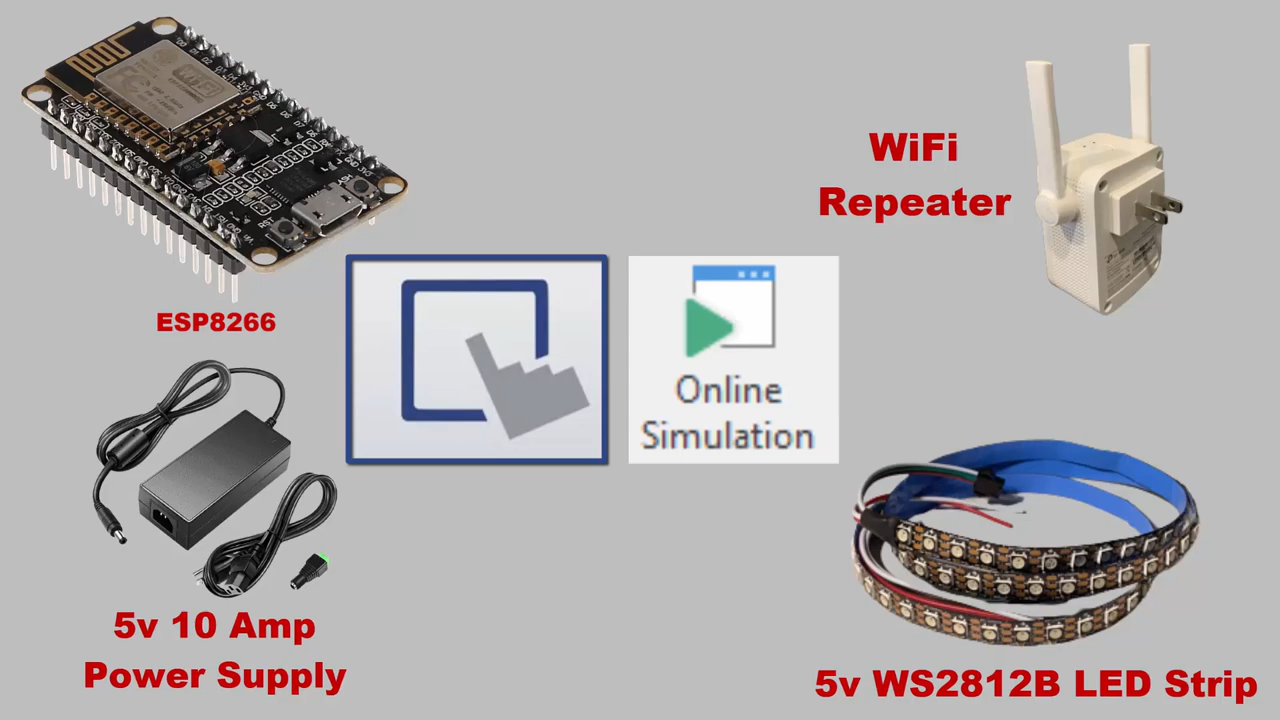 WiFi
Repeater
ESP8266
Online
Simulation
5v 10 Amp
Power Supply
5v WS2812B LED Strip